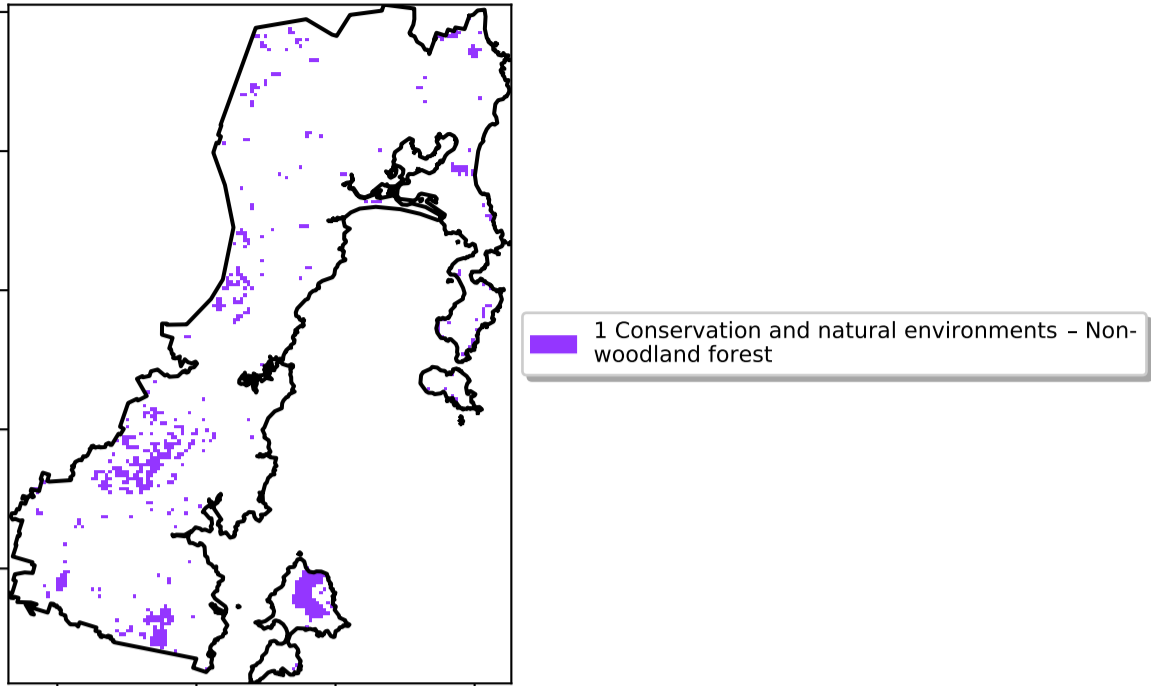 1 Conservation and natural environments – Non-
woodland forest